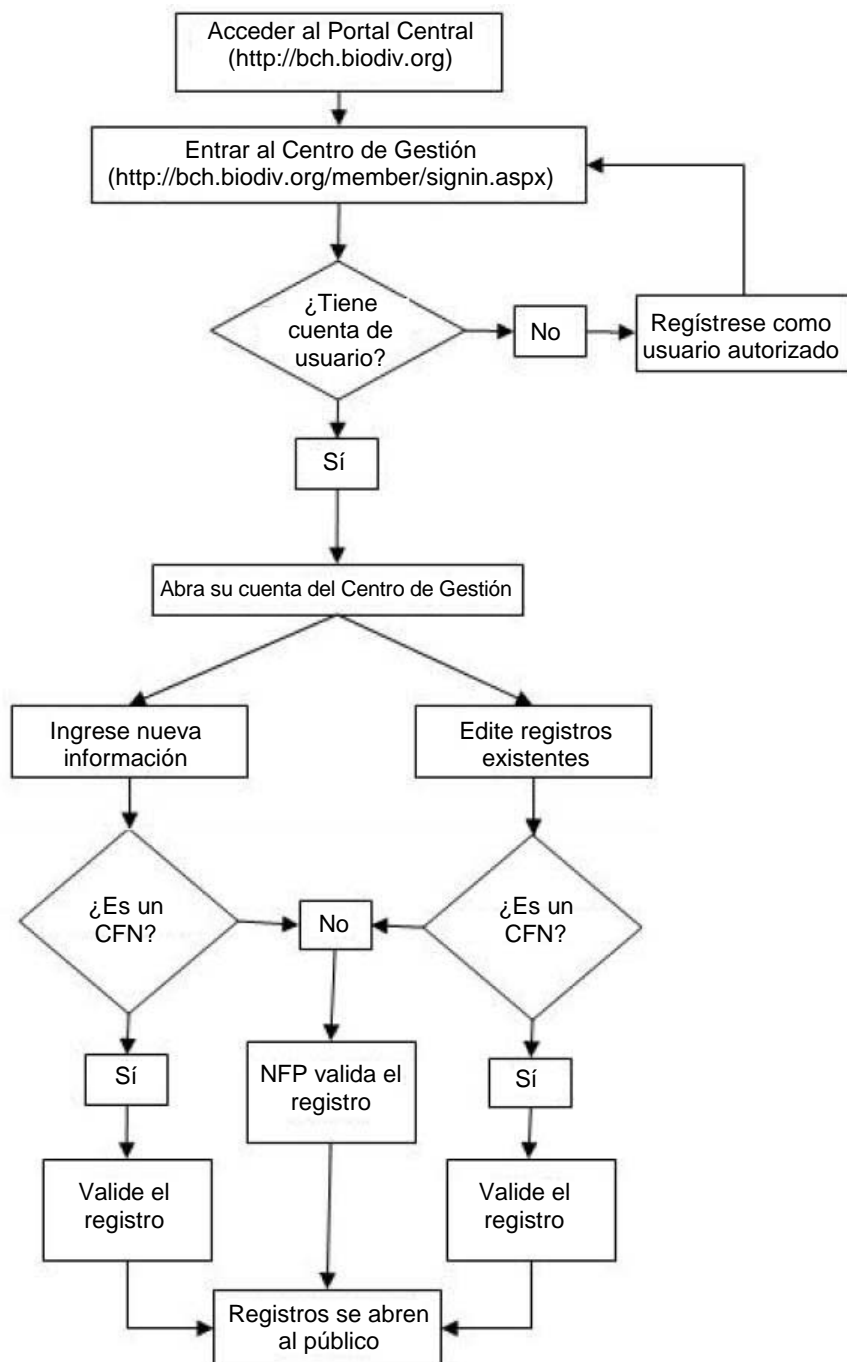 Acceder al Portal Central
(http://bch.biodiv.org)
Entrar al Centro de Gestión
(http://bch.biodiv.org/member/signin.aspx)
¿Tiene
cuenta de
usuario?
No
Regístrese como
usuario autorizado
Sí
Abra su cuenta del Centro de Gestión
Ingrese nueva
información
Edite registros
existentes
¿Es un
CFN?
No
¿Es un
CFN?
Sí
NFP valida el
registro
Sí
Valide el
registro
Valide el
registro
Registros se abren
al público